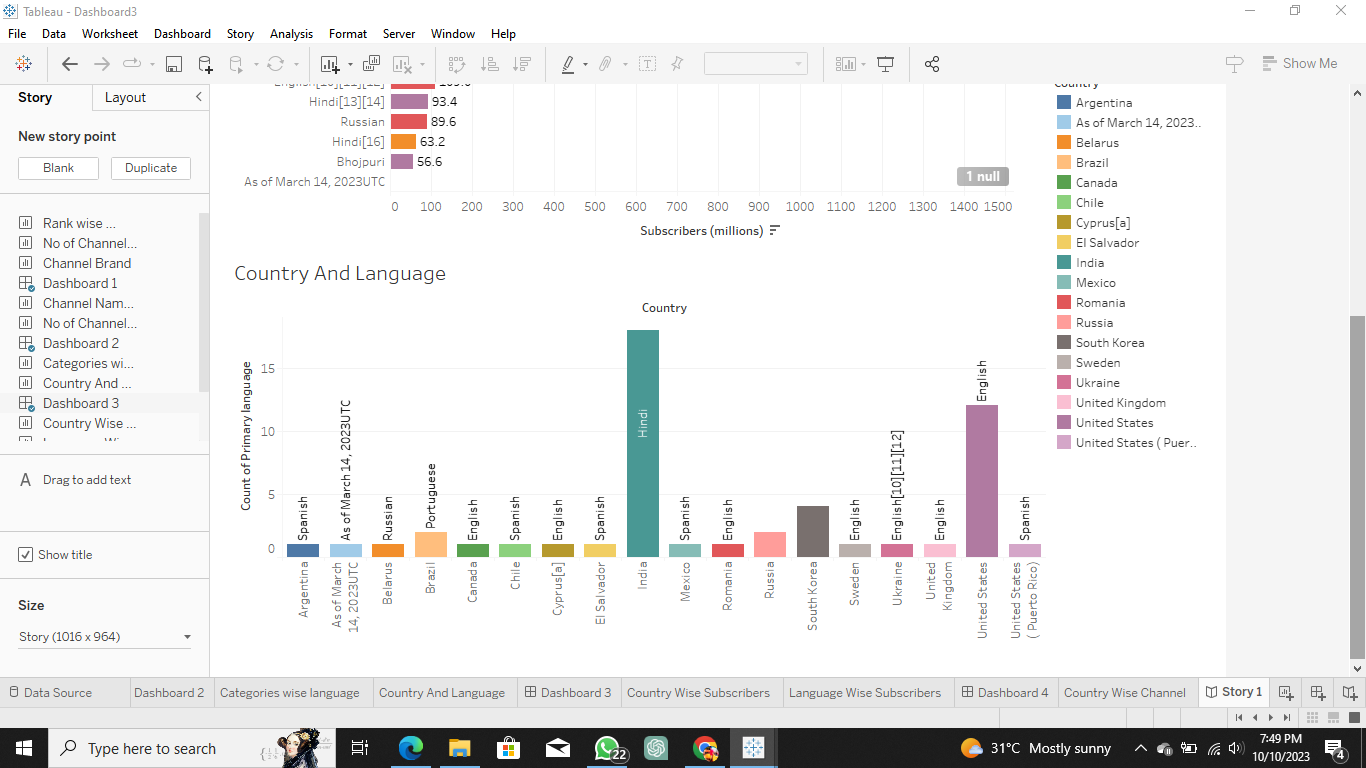 Tableau - Dashboard3
File Data Worksheet Dashboard Story Analysis Format Server Window Help
Show Me
Story Layout
New story point
Blank Duplicate
Rank wise ...
No of Channel...
Channel Brand
Dashboard 1
Channel Nam...
No of Channel...
Dashboard 2
Categories wi...
Country And ...
Dashboard 3
Country Wise ...
A Drag to add text
Show title
Size
Story (1016 x 964)
Hindi[13][14] 93.4
Russian 89.6
Hindi[16] 63.2
Bhojpuri 56.6
As of March 14, 2023UTC
1 null
0 100 200 300 400 500 600 700 800 900 1000 1100 1200 1300 1400 1500
Subscribers (millions)
Country And Language
Country
Count of Primary language
15
10
5
0
Spanish
As of March 14, 2023UTC
Russian
Portuguese
English
Spanish
English
Spanish
Hindi
Spanish
English
English
English[10][11][12]
English
English
Spanish
Argentina
As of March
14, 2023UTC
Belarus
Brazil
Canada
Chile
Cyprus[a]
El Salvador
India
Mexico
Romania
Russia
South Korea
Sweden
Ukraine
United
Kingdom
United States
United States
( Puerto Rico)
Country
Argentina
As of March 14, 2023..
Belarus
Brazil
Canada
Chile
Cyprus[a]
El Salvador
India
Mexico
Romania
Russia
South Korea
Sweden
Ukraine
United Kingdom
United States
United States ( Puer..
Data Source Dashboard 2 Categories wise language Country And Language Dashboard 3 Country Wise Subscribers Language Wise Subscribers Dashboard 4 Country Wise Channel Story 1
Type here to search
22
31°C Mostly sunny
7:49 PM
10/10/2023
4